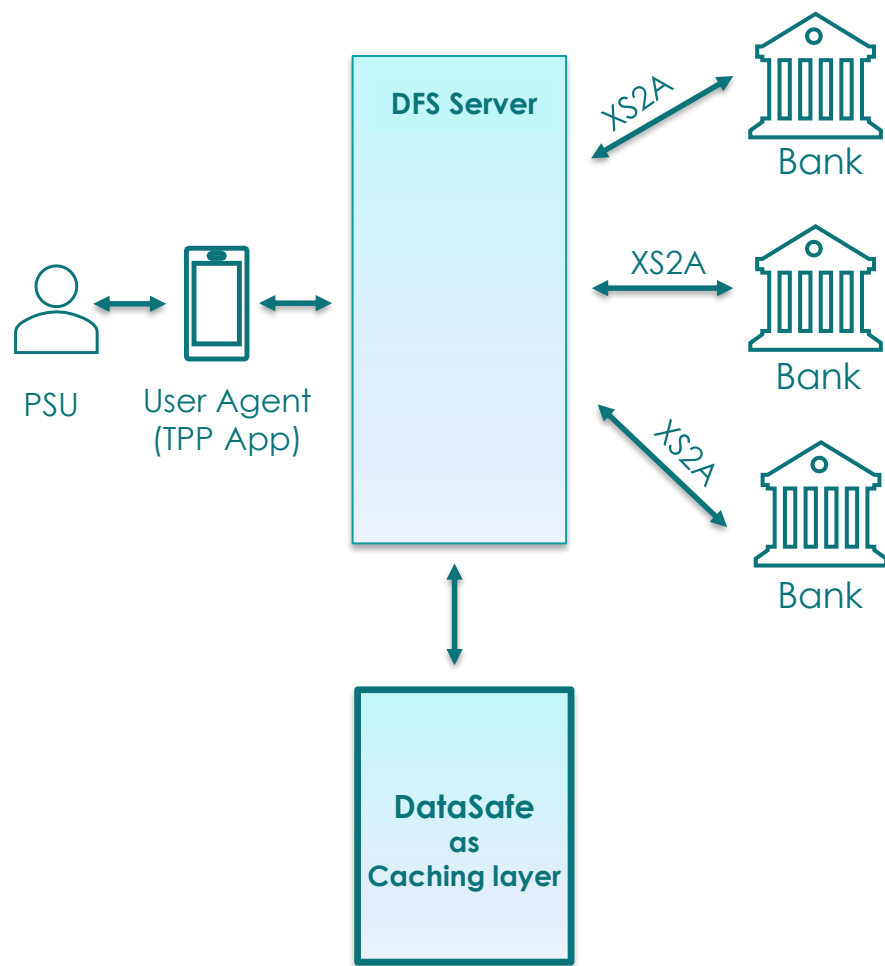 DFS Server
XS2A
Bank
XS2A
Bank
XS2A
Bank
PSU
User Agent
(TPP App)
DataSafe
as
Caching layer